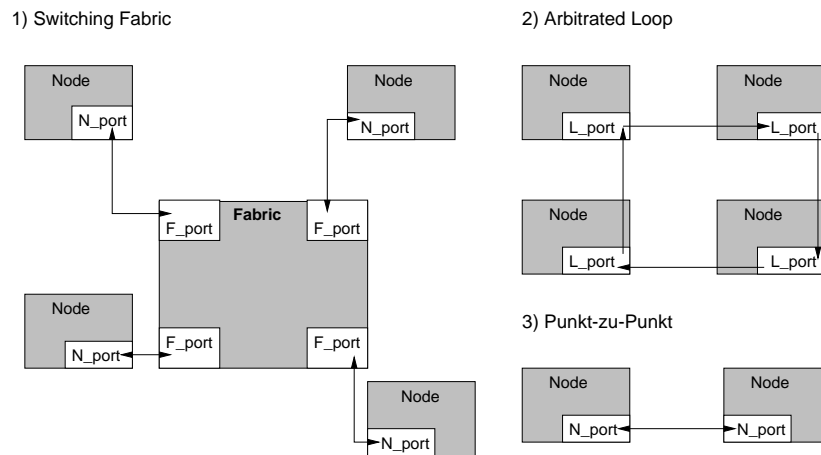 1) Switching Fabric
Node
N_port
Node
N_port
Fabric
F_port
F_port
Node
N_port
F_port
F_port
Node
N_port
2) Arbitrated Loop
Node
L_port
Node
L_port
Node
L_port
Node
L_port
3) Punkt-zu-Punkt
Node
N_port
Node
N_port